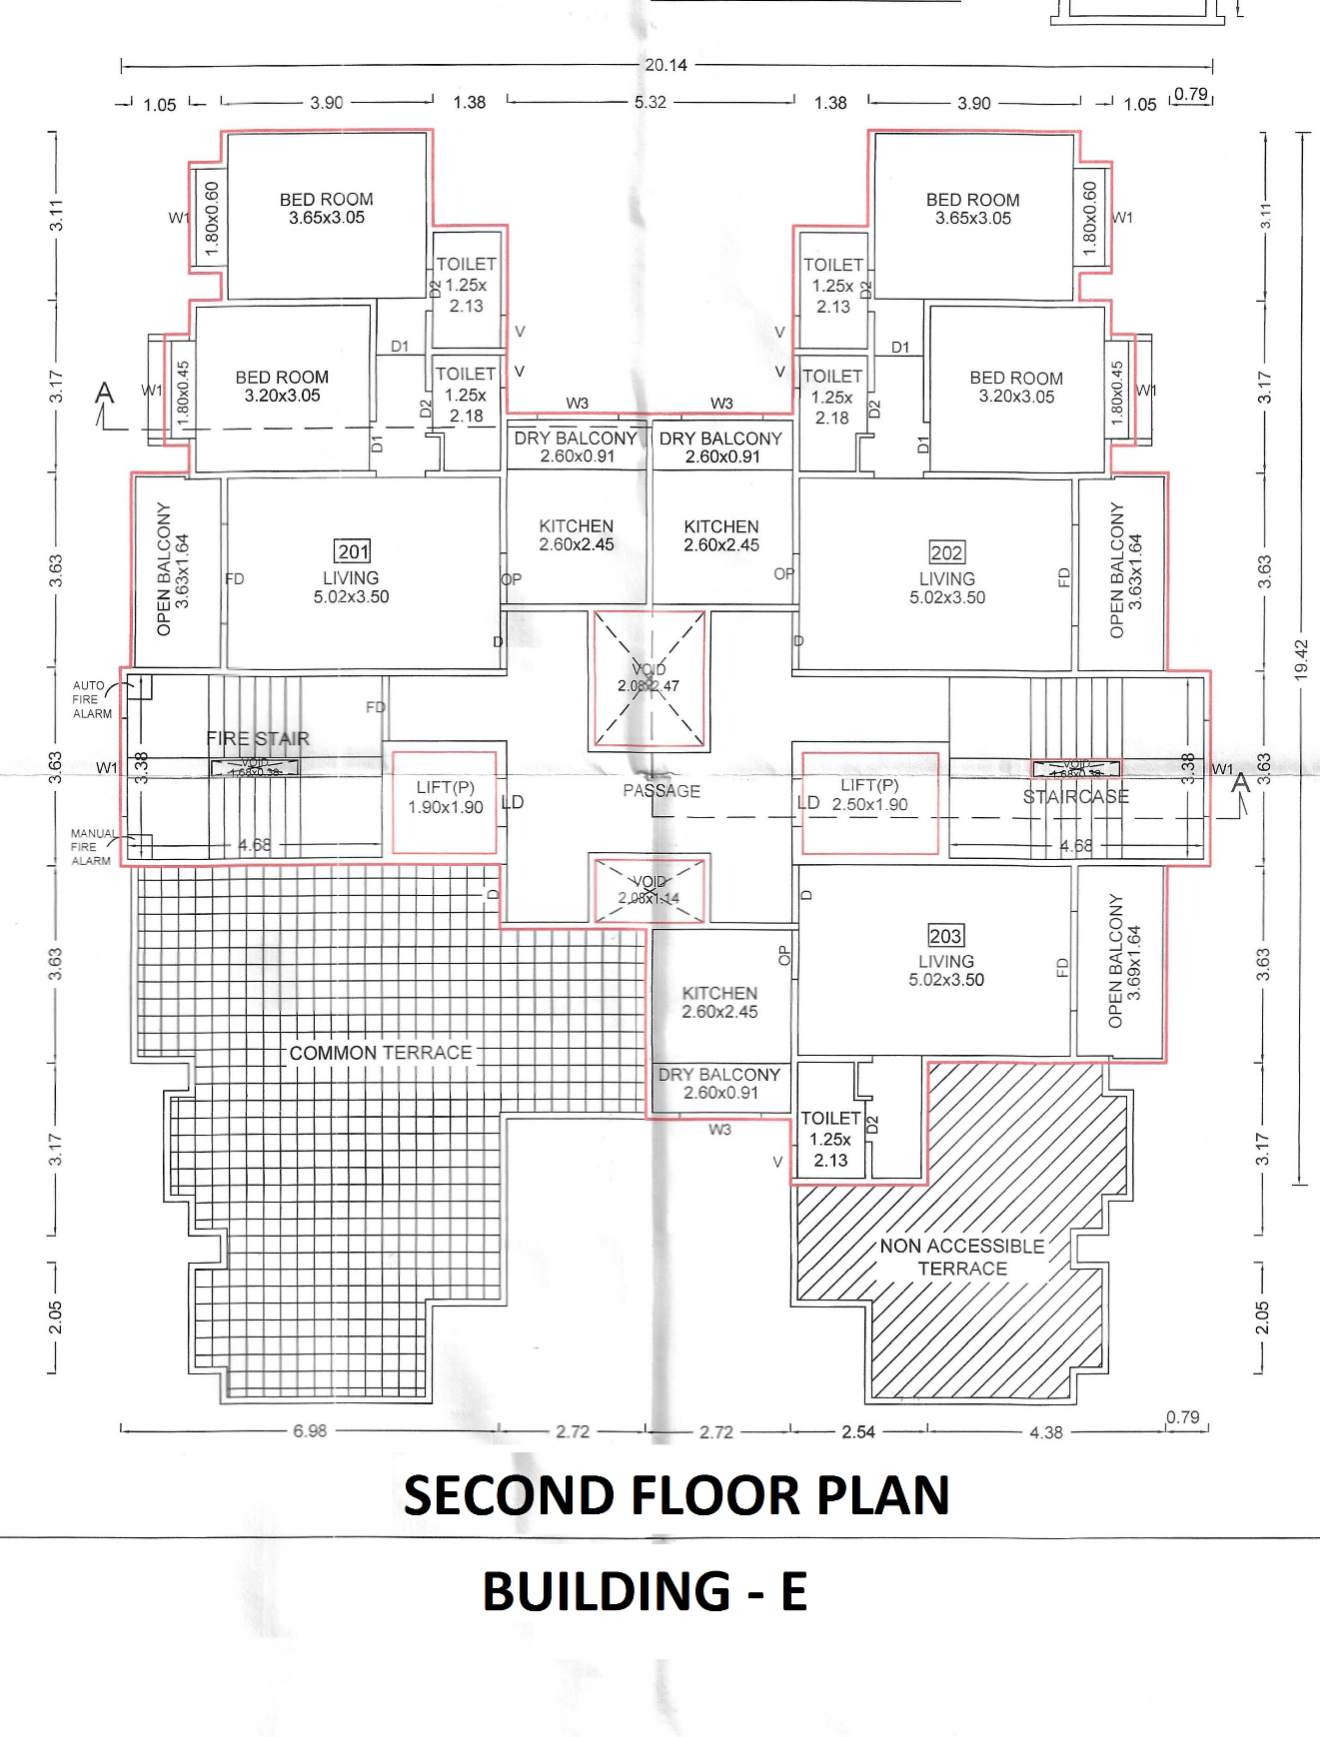 20.14
1.05 3.90 1.38 5.32 1.38 3.90 1.05 0.79
3.11
3.17
3.63
3.63
3.63
3.17
2.05
BED ROOM
3.65x3.05
1.80x0.60
W1
TOILET
1.25x
2.13
D2
V
BED ROOM
3.20x3.05
1.80x0.45
W1
D1
D1
TOILET
1.25x
2.18
D2
V
A
W3
DRY BALCONY
2.60x0.91
KITCHEN
2.60x2.45
OPEN BALCONY
3.63x1.64
FD
201
LIVING
5.02x3.50
OP
D
BED ROOM
3.65x3.05
1.80x0.60
W1
TOILET
1.25x
2.13
D2
V
BED ROOM
3.20x3.05
1.80x0.45
W1
D1
D1
TOILET
1.25x
2.18
D2
V
W3
DRY BALCONY
2.60x0.91
KITCHEN
2.60x2.45
OP
202
LIVING
5.02x3.50
FD
OPEN BALCONY
3.63x1.64
D
VOID
AUTO
FIRE
ALARM
FD
FIRE STAIR
VOID
W1
3.38
4.68
MANUAL
FIRE
ALARM
LIFT(P)
1.90x1.90
LD
PASSAGE
LD
LIFT(P)
2.50x1.90
VOID
STAIRCASE
3.38
4.68
W1
A
VOID
2.08x1.14
D
D
COMMON TERRACE
KITCHEN
2.60x2.45
OP
203
LIVING
5.02x3.50
FD
OPEN BALCONY
3.69x1.64
DRY BALCONY
2.60x0.91
W3
TOILET
1.25x
2.13
D2
V
NON ACCESSIBLE
TERRACE
3.11
3.17
3.63
3.63
3.63
3.17
2.05
19.42
6.98 2.72 2.72 2.54 4.38 0.79
SECOND FLOOR PLAN
BUILDING - E